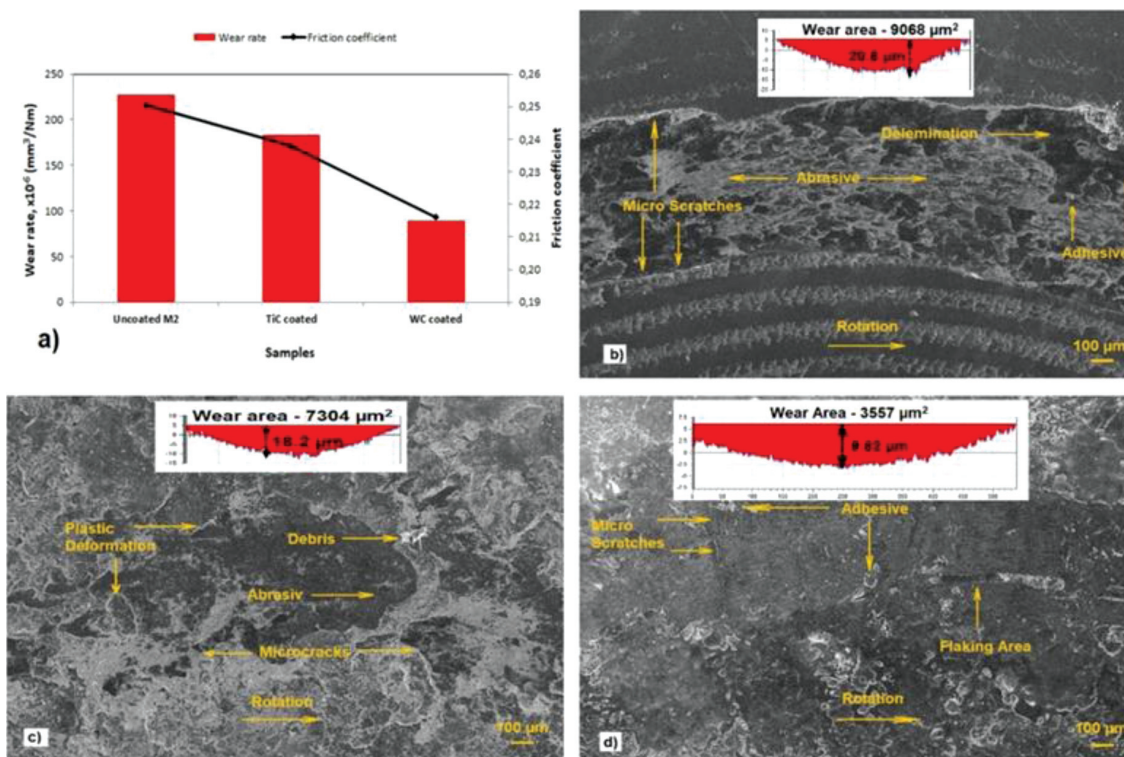 Wear rate
Friction coefficient
250
200
150
100
50
0
Wear rate, x10⁻⁶ (mm³/Nm)
0,26
0,25
0,24
0,23
0,22
0,21
0,20
0,19
Friction coefficient
Uncoated M2
TiC coated
WC coated
Samples
a)
Wear area - 9068 µm²
Delemination
Abrasive
Micro Scratches
Adhesive
Rotation
100 µm
b)
Wear area - 7304 µm²
18.2 µm
Plastic
Deformation
Debris
Abrasiv
Microcracks
Rotation
100 µm
c)
Wear Area - 3557 µm²
Adhesive
Micro
Scratches
Flaking Area
Rotation
100 µm
d)